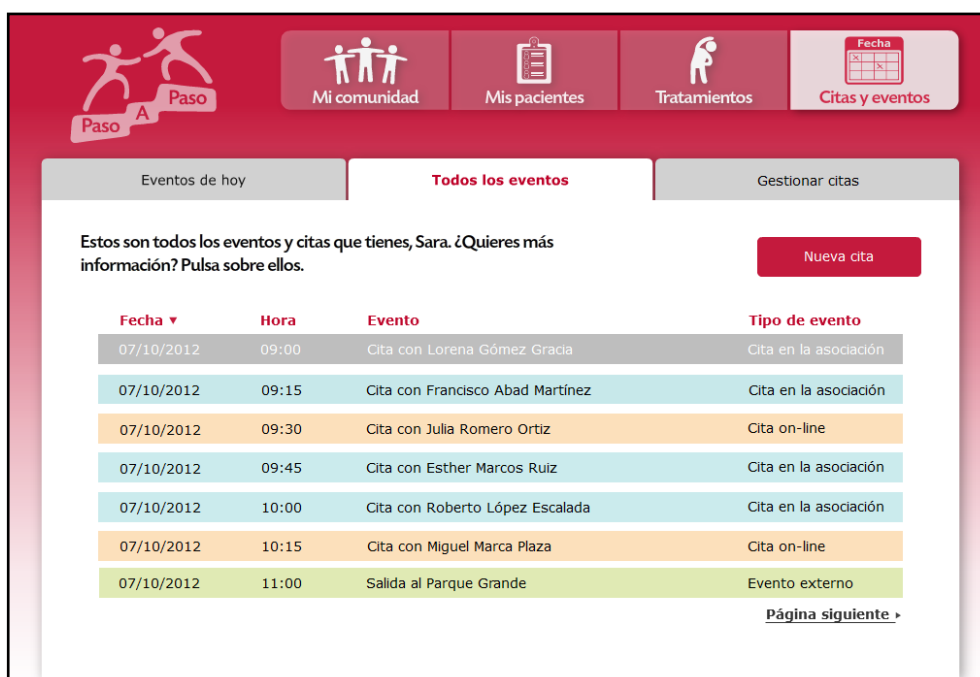 Paso A Paso
Mi comunidad
Mis pacientes
Tratamientos
Fecha
Citas y eventos
Eventos de hoy
Todos los eventos
Gestionar citas
Estos son todos los eventos y citas que tienes, Sara. ¿Quieres más
información? Pulsa sobre ellos.
Nueva cita
Fecha ▼ Hora Evento Tipo de evento
07/10/2012 09:00 Cita con Lorena Gómez Gracia Cita en la asociación
07/10/2012 09:15 Cita con Francisco Abad Martínez Cita en la asociación
07/10/2012 09:30 Cita con Julia Romero Ortiz Cita on-line
07/10/2012 09:45 Cita con Esther Marcos Ruiz Cita en la asociación
07/10/2012 10:00 Cita con Roberto López Escalada Cita en la asociación
07/10/2012 10:15 Cita con Miguel Marca Plaza Cita on-line
07/10/2012 11:00 Salida al Parque Grande Evento externo
Página siguiente ▸